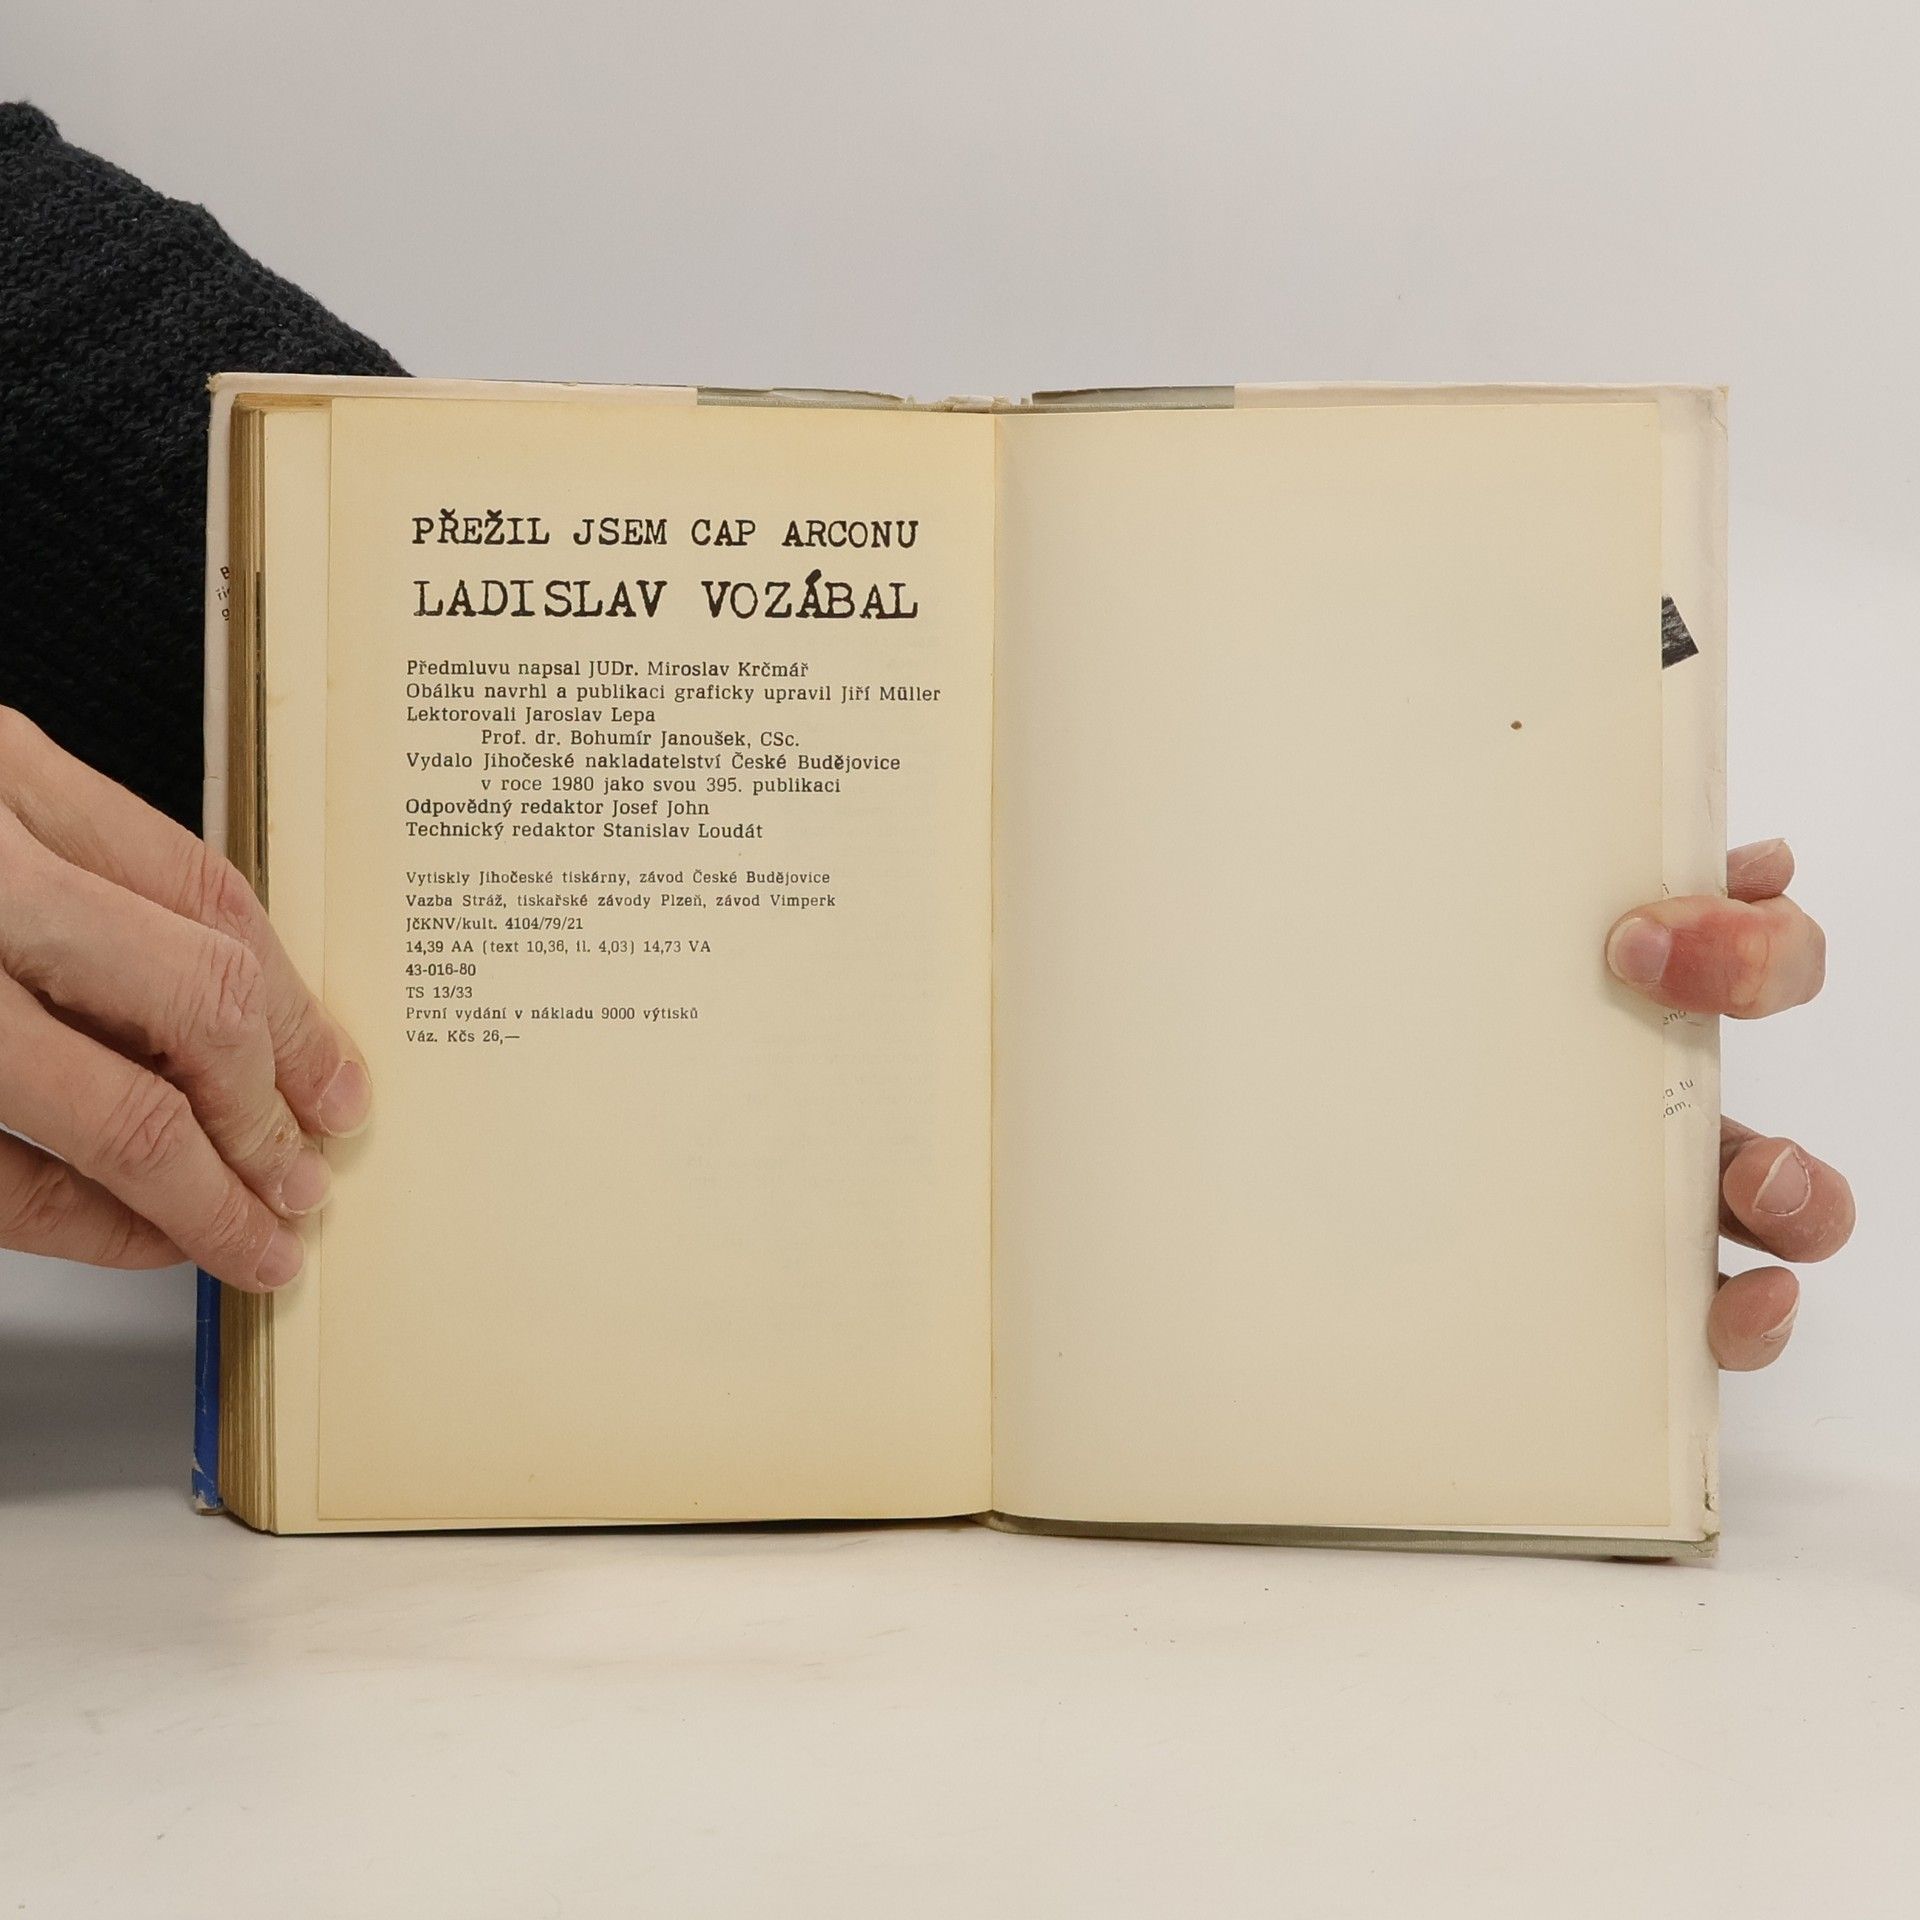 PŘEŽIL JSEM CAP ARCONU
LADISLAV VOZÁBAL
Předmluvu napsal JUDr. Miroslav Krčmář
Obálku navrhl a publikaci graficky upravil Jiří Müller
Lektorovali Jaroslav Lepa
Prof. dr. Bohumír Janoušek, CSc.
Vydalo Jihočeské nakladatelství České Budějovice
v roce 1980 jako svou 395. publikaci
Odpovědný redaktor Josef John
Technický redaktor Stanislav Loudát
Vytiskly Jihočeské tiskárny, závod České Budějovice
Vazba Stráž, tiskařské závody Plzeň, závod Vimperk
JčKNV/kult. 4104/79/21
14,39 AA (text 10,36, il. 4,03) 14,73 VA
43-016-80
TS 13/33
První vydání v nákladu 9000 výtisků
Váz. Kčs 26,—